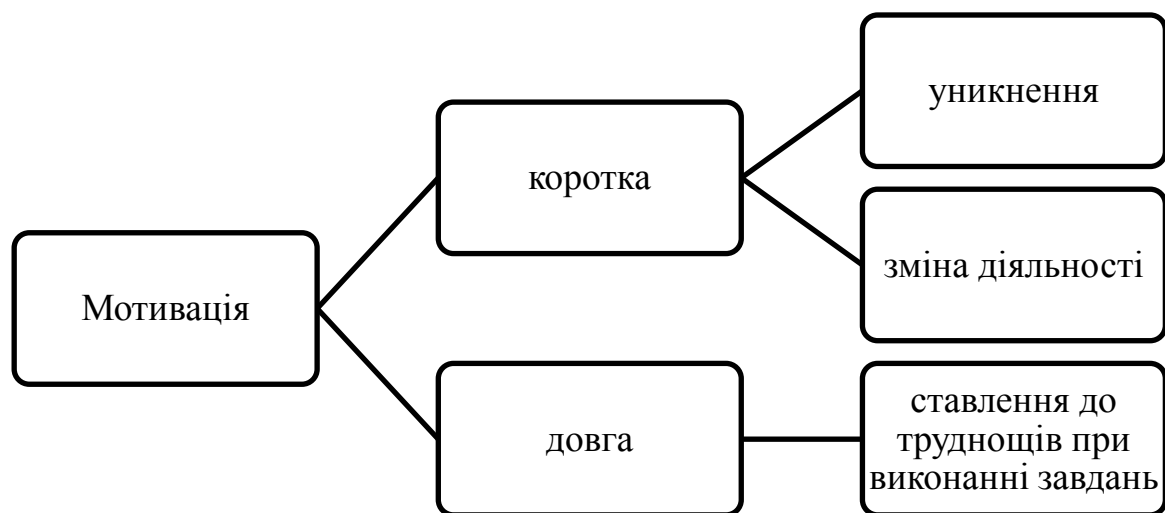 Мотивація
коротка
уникнення
зміна діяльності
довга
ставлення до
труднощів при
виконанні завдань